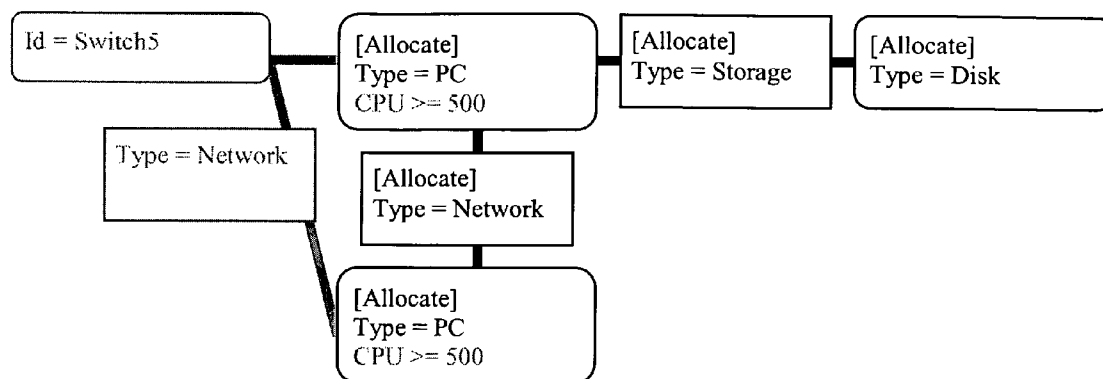 Id = Switch5
[Allocate]
Type = PC
CPU >= 500
[Allocate]
Type = Storage
[Allocate]
Type = Disk
Type = Network
[Allocate]
Type = Network
[Allocate]
Type = PC
CPU >= 500